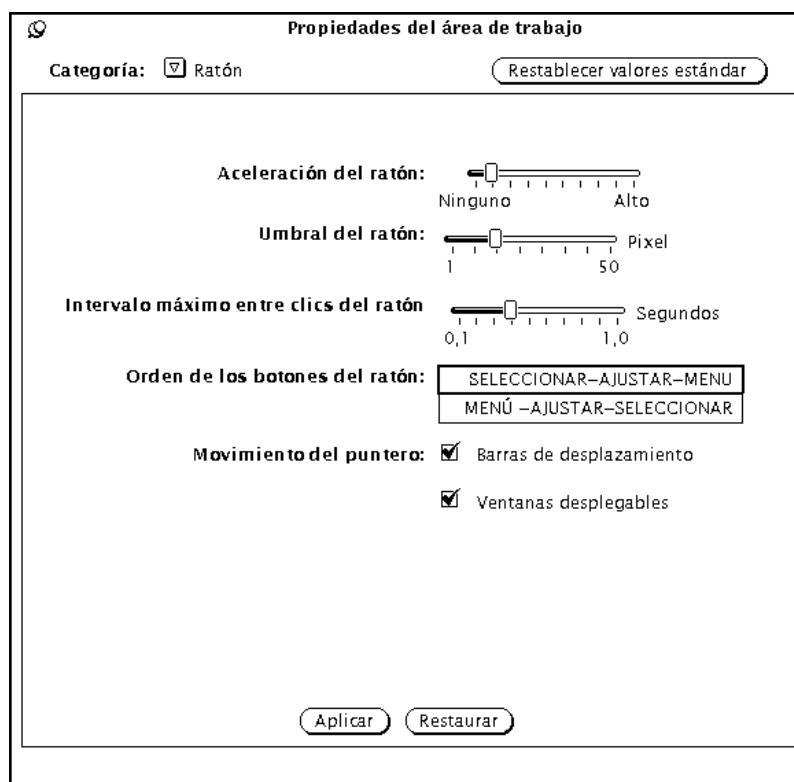 Propiedades del área de trabajo
Categoría: Ratón Restablecer valores estándar
Aceleración del ratón:
Ninguno Alto
Umbral del ratón: Pixel
1 50
Intervalo máximo entre clics del ratón Segundos
0,1 1,0
Orden de los botones del ratón: SELECCIONAR–AJUSTAR–MENU
MENÚ –AJUSTAR–SELECCIONAR
Movimiento del puntero: Barras de desplazamiento
Ventanas desplegables
Aplicar Restaurar